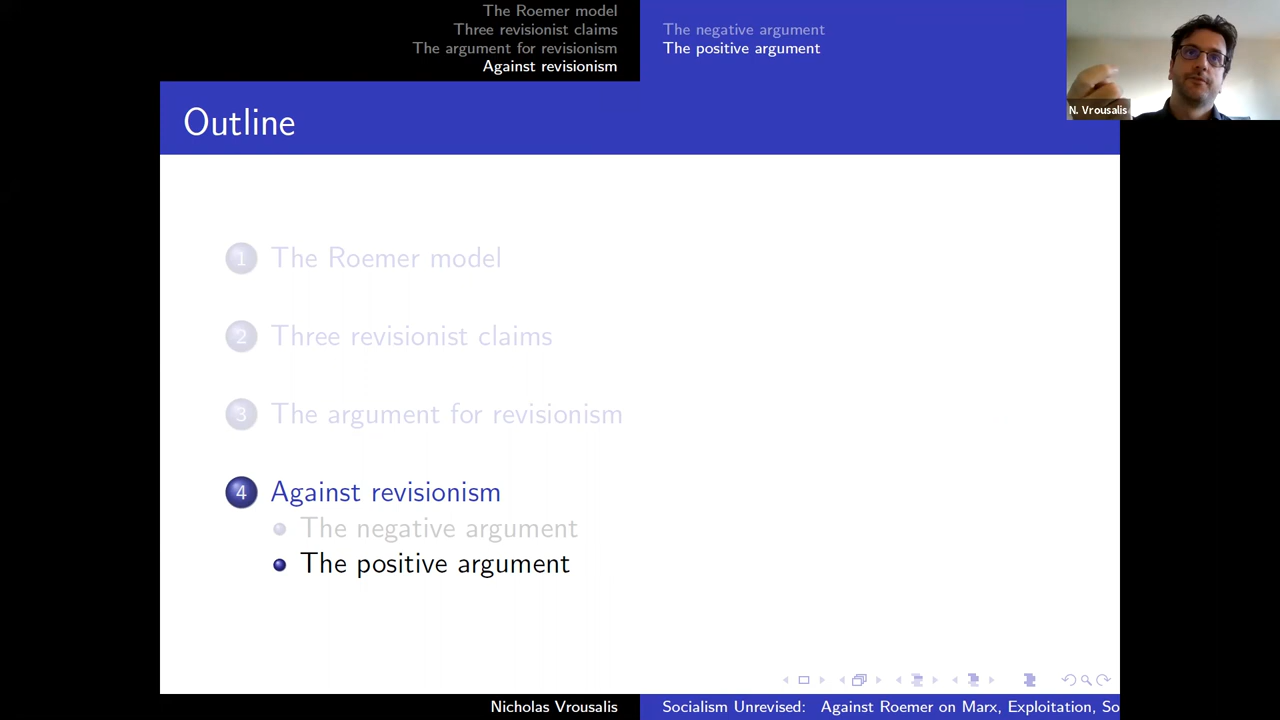 The Roemer model
Three revisionist claims
The argument for revisionism
Against revisionism
The negative argument
The positive argument
N. Vrousalis
Outline
1 The Roemer model
2 Three revisionist claims
3 The argument for revisionism
4 Against revisionism
The negative argument
The positive argument
Nicholas Vrousalis
Socialism Unrevised: Against Roemer on Marx, Exploitation, So